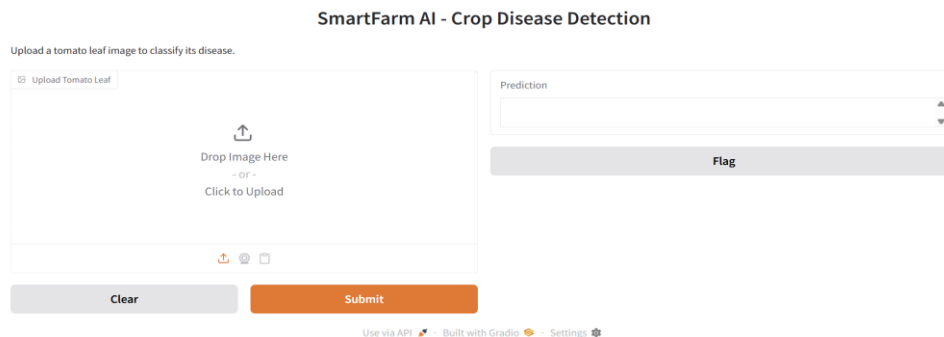 SmartFarm AI - Crop Disease Detection
Upload a tomato leaf image to classify its disease.
Upload Tomato Leaf
Drop Image Here
- or -
Click to Upload
Clear
Submit
Prediction
Flag
Use via API · Built with Gradio · Settings